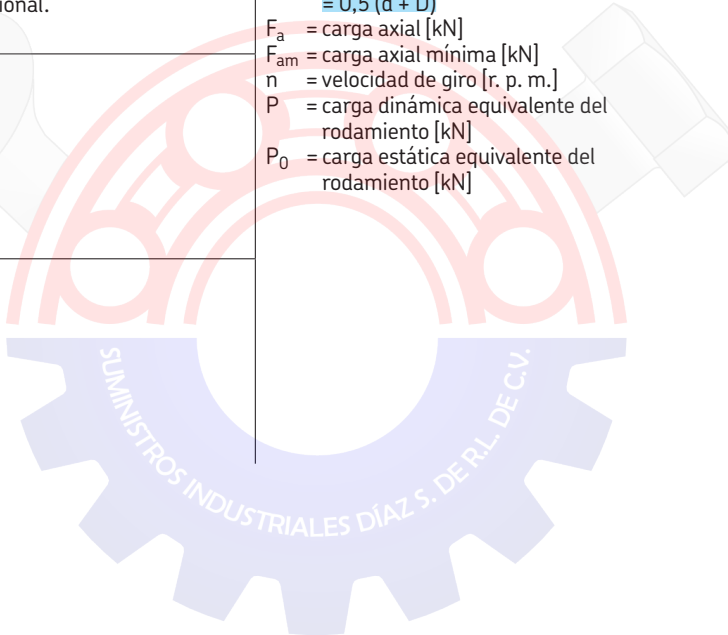 ional.
= 0,5 (d + D)
Fa = carga axial [kN]
Fam = carga axial mínima [kN]
n = velocidad de giro [r. p. m.]
P = carga dinámica equivalente del
rodamiento [kN]
P0 = carga estática equivalente del
rodamiento [kN]
SUMINISTROS INDUSTRIALES DÍAZ S. DE R.L. DE C.V.